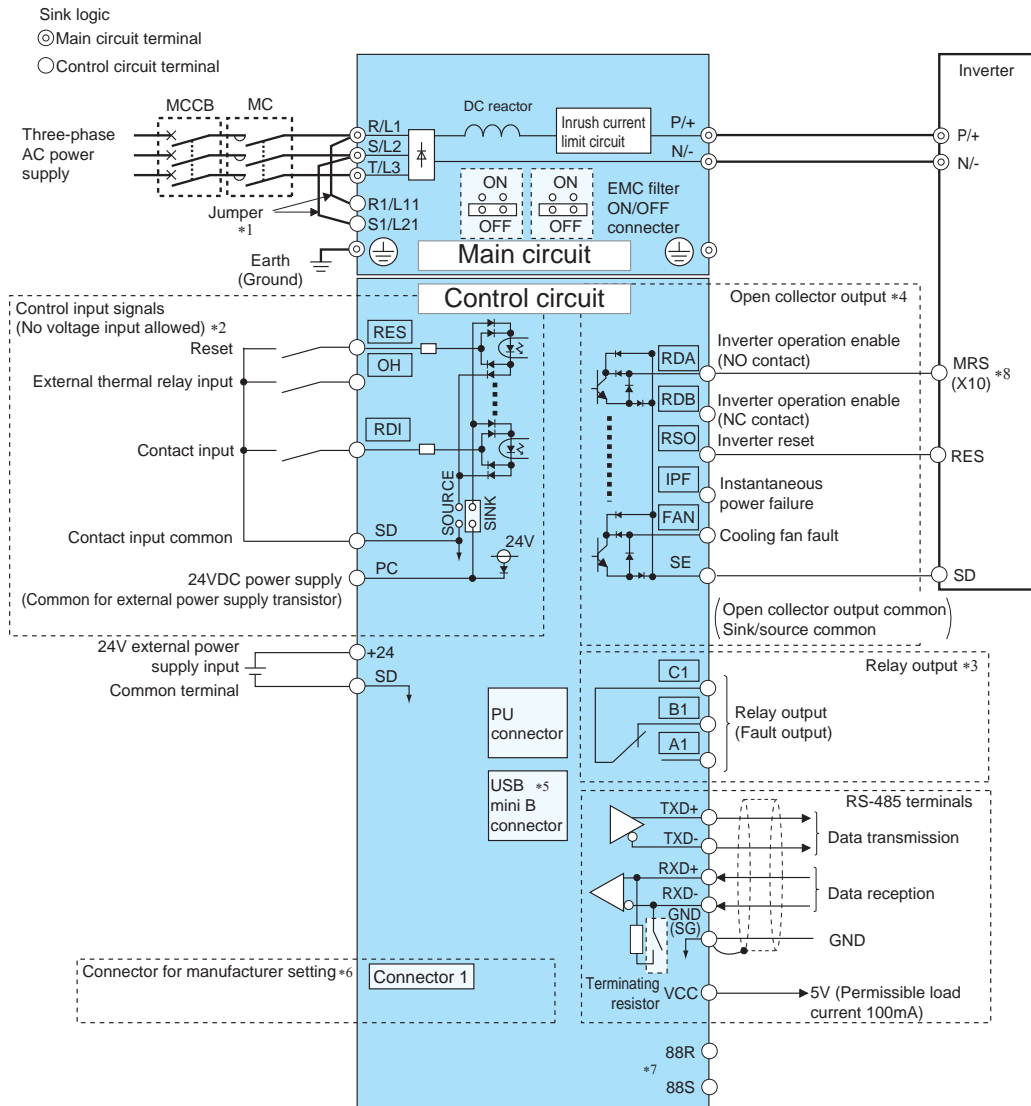 Sink logic
Main circuit terminal
Control circuit terminal
MCCB
MC
Three-phase
AC power
supply
Jumper
*1
Earth
(Ground)
R/L1
S/L2
T/L3
R1/L11
S1/L21
DC reactor
Inrush current
limit circuit
P/+
N/-
ON
OFF
ON
OFF
EMC filter
ON/OFF
connecter
Main circuit
Inverter
P/+
N/-
Control circuit
Control input signals
(No voltage input allowed) *2
Reset
External thermal relay input
Contact input
Contact input common
24VDC power supply
(Common for external power supply transistor)
RES
OH
RDI
SD
PC
SOURCE
SINK
24V
24V external power
supply input
Common terminal
+24
SD
Open collector output *4
RDA
RDB
RSO
IPF
FAN
SE
Inverter operation enable
(NO contact)
Inverter operation enable
(NC contact)
Inverter reset
Instantaneous
power failure
Cooling fan fault
Open collector output common
Sink/source common
MRS
(X10) *8
RES
SD
Relay output *3
C1
B1
A1
Relay output
(Fault output)
PU
connector
USB *5
mini B
connector
RS-485 terminals
TXD+
TXD-
RXD+
RXD-
GND
(SG)
Data transmission
Data reception
GND
Terminating
resistor
VCC
5V (Permissible load
current 100mA)
Connector for manufacturer setting *6
Connector 1
88R
*7
88S